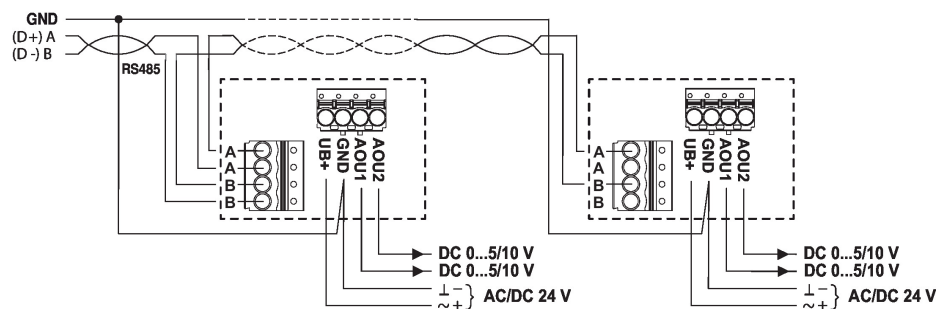 GND
(D+) A
(D -) B
RS485
A
A
B
B
UB+
GND
AOU1
AOU2
DC 0...5/10 V
DC 0...5/10 V
⊥ −
~ +
AC/DC 24 V
A
A
B
B
UB+
GND
AOU1
AOU2
DC 0...5/10 V
DC 0...5/10 V
⊥ −
~ +
AC/DC 24 V